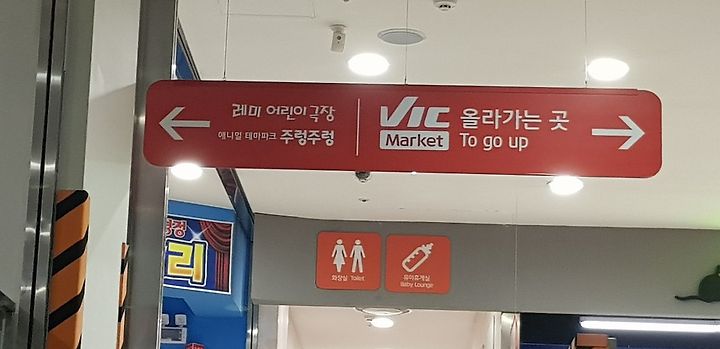 레미 어린이극장
애니멀 테마파크 주렁주렁
VIC Market
올라가는 곳
To go up
화장실 Toilet
유아휴게실
Baby Lounge
리